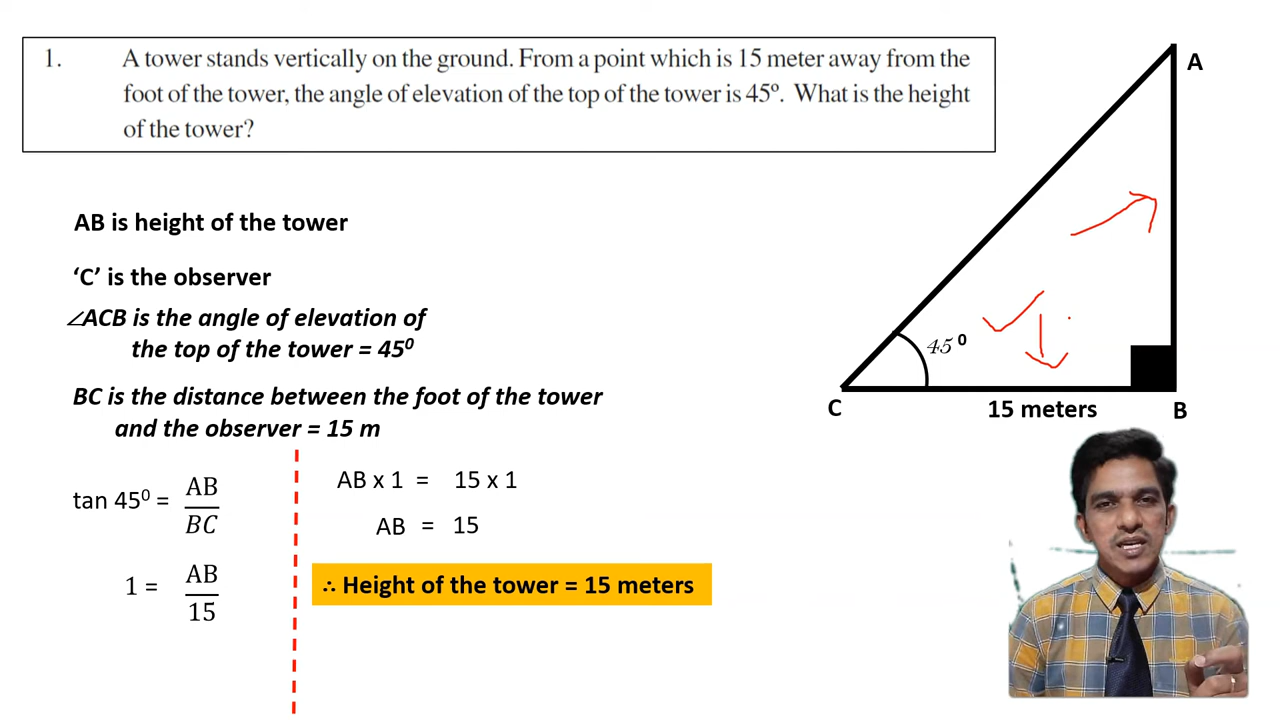 1. A tower stands vertically on the ground. From a point which is 15 meter away from the
foot of the tower, the angle of elevation of the top of the tower is 45º. What is the height
of the tower?
AB is height of the tower
‘C’ is the observer
∠ACB is the angle of elevation of
the top of the tower = 45⁰
BC is the distance between the foot of the tower
and the observer = 15 m
tan 45⁰ = AB
BC
1 = AB
15
AB x 1 = 15 x 1
AB = 15
∴ Height of the tower = 15 meters
A
45⁰
C
15 meters
B